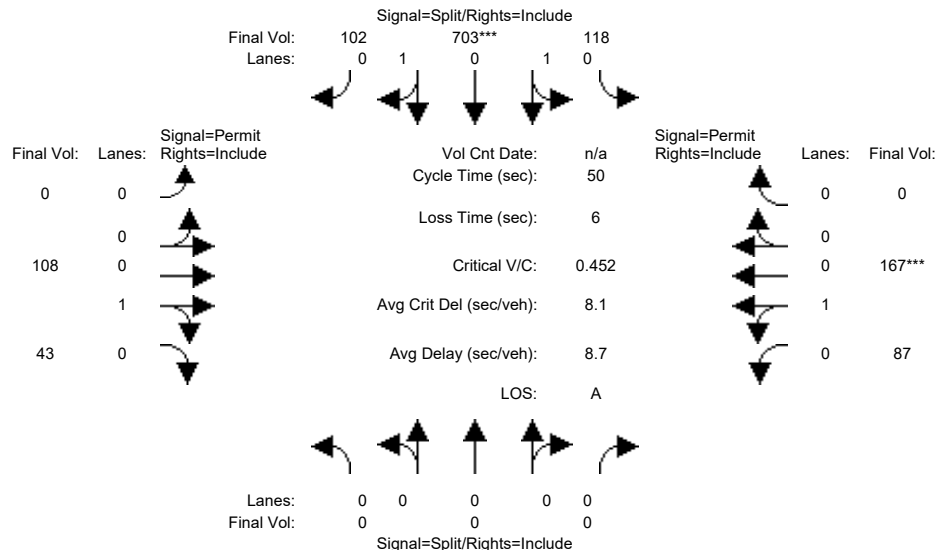 Signal=Split/Rights=Include
Final Vol: 102 703*** 118
Lanes: 0 1 0 1 0
Signal=Permit Signal=Permit
Final Vol: Lanes: Rights=Include Vol Cnt Date: n/a Rights=Include Lanes: Final Vol:
Cycle Time (sec): 50
0 0 0 0
Loss Time (sec): 6
0 0
108 0 Critical V/C: 0.452 0 167***
1 Avg Crit Del (sec/veh): 8.1 1
43 0 Avg Delay (sec/veh): 8.7 0 87
LOS: A
Lanes: 0 0 0 0 0
Final Vol: 0 0 0
Signal=Split/Rights=Include